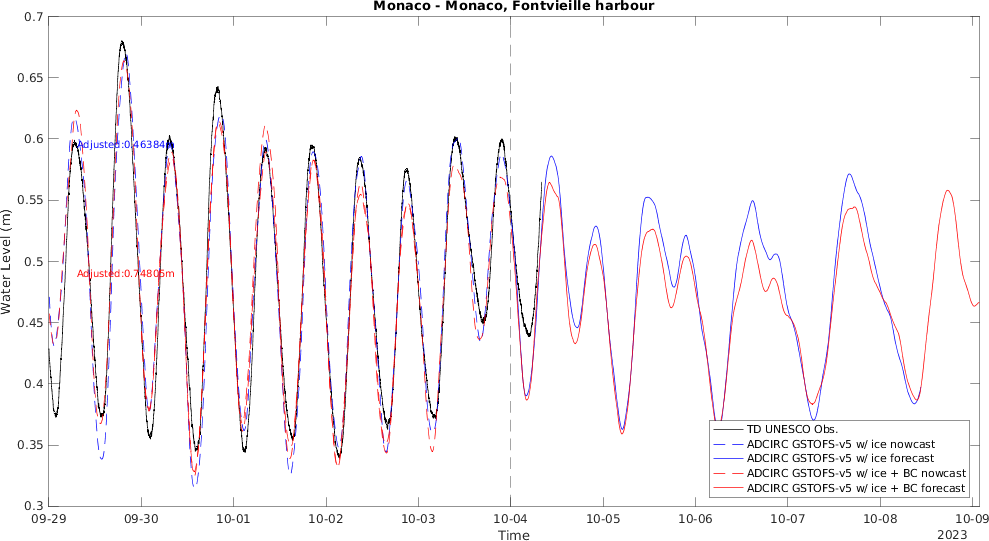 Monaco - Monaco, Fontvieille harbour
0.7
0.65
0.6
0.55
0.5
0.45
0.4
0.35
0.3
Water Level (m)
Adjusted:0.46384m
Adjusted:0.74805m
TD UNESCO Obs.
ADCIRC GSTOFS-v5 w/ ice nowcast
ADCIRC GSTOFS-v5 w/ ice forecast
ADCIRC GSTOFS-v5 w/ ice + BC nowcast
ADCIRC GSTOFS-v5 w/ ice + BC forecast
09-29 09-30 10-01 10-02 10-03 10-04 10-05 10-06 10-07 10-08 10-09
Time
2023